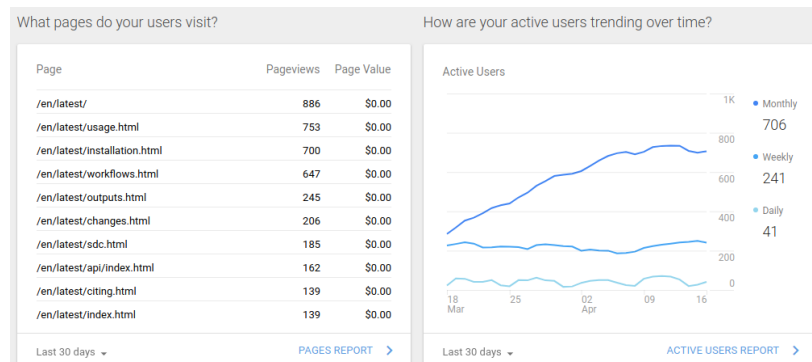 What pages do your users visit?
Page Pageviews Page Value
/en/latest/ 886 $0.00
/en/latest/usage.html 753 $0.00
/en/latest/installation.html 700 $0.00
/en/latest/workflows.html 647 $0.00
/en/latest/outputs.html 245 $0.00
/en/latest/changes.html 206 $0.00
/en/latest/sdc.html 185 $0.00
/en/latest/api/index.html 162 $0.00
/en/latest/citing.html 139 $0.00
/en/latest/index.html 139 $0.00
Last 30 days PAGES REPORT
How are your active users trending over time?
Active Users
1K
800
600
400
200
0
18 25 02 09 16
Mar Apr
Monthly
706
Weekly
241
Daily
41
Last 30 days ACTIVE USERS REPORT